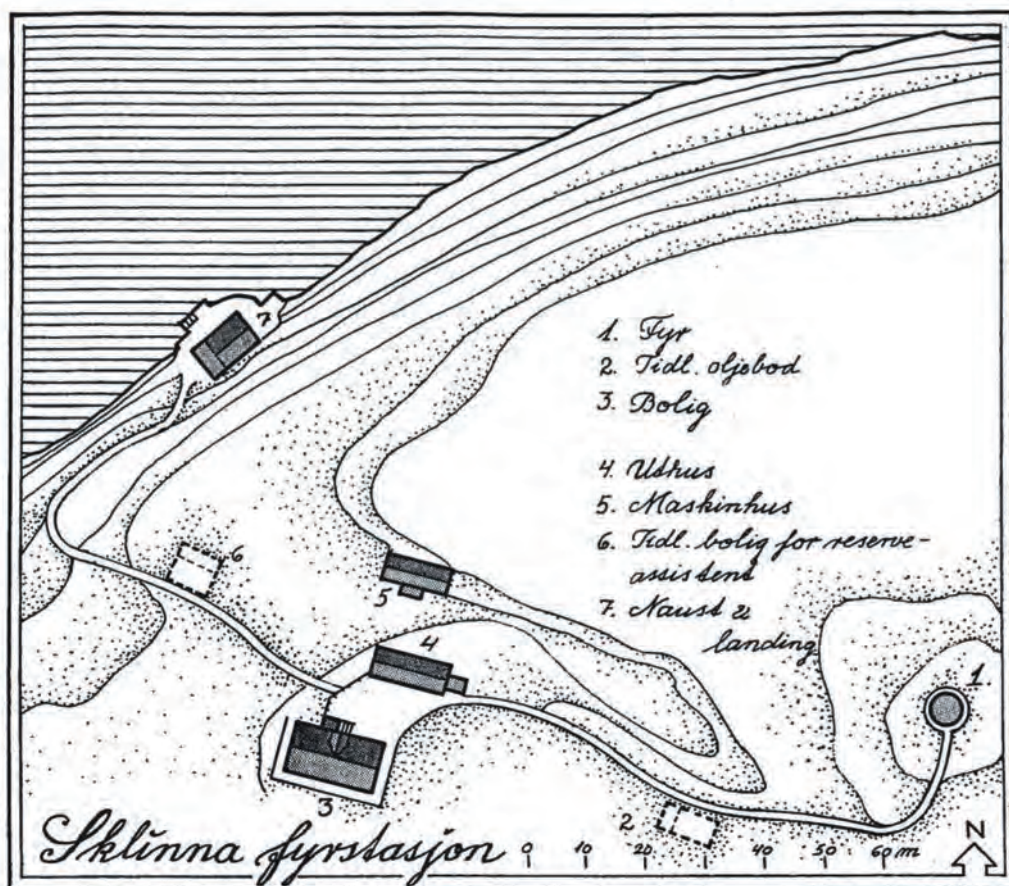 7
1. Fyr
2. Tidl. oljebod
3. Bolig
4. Uthus
5. Maskinhus
6. Tidl. bolig for reserve-
assistent
7. Naust &
landing
6
5
4
1.
3
2
Sklinna fyrstasjon
0 10 20 40 50 60 m
N